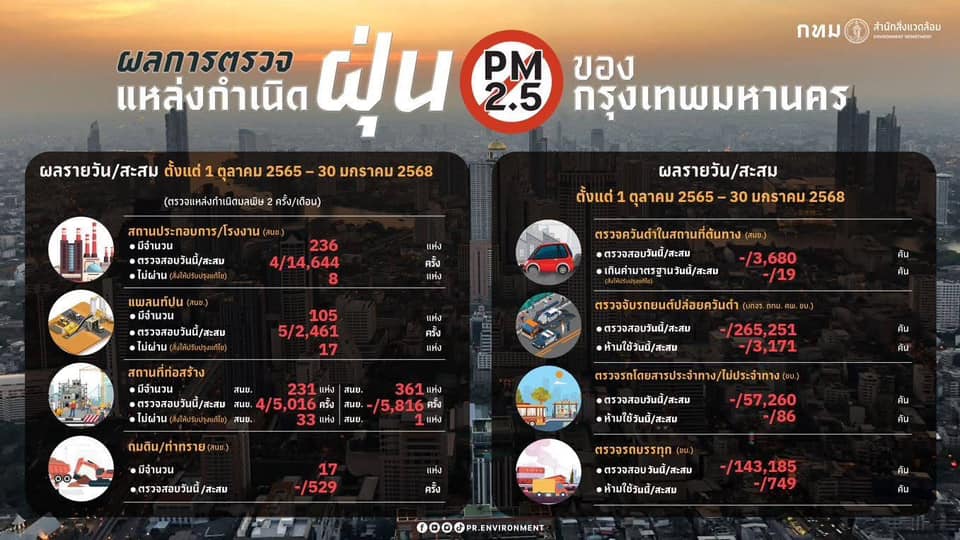 กทม สำนักสิ่งแวดล้อม
ENVIRONMENT DEPARTMENT
ผลการตรวจ
แหล่งกำเนิด ฝุ่น PM 2.5 ของ
กรุงเทพมหานคร
ผลรายวัน/สะสม ตั้งแต่ 1 ตุลาคม 2565 – 30 มกราคม 2568
(ตรวจแหล่งกำเนิดมลพิษ 2 ครั้ง/เดือน)
สถานประกอบการ/โรงงาน (สนข.)
• มีจำนวน 236 แห่ง
• ตรวจสอบวันนี้/สะสม 4/14,644 ครั้ง
• ไม่ผ่าน (สั่งให้ปรับปรุงแก้ไข) 8 แห่ง
แพลนท์ปูน (สนข.)
• มีจำนวน 105 แห่ง
• ตรวจสอบวันนี้/สะสม 5/2,461 ครั้ง
• ไม่ผ่าน (สั่งให้ปรับปรุงแก้ไข) 17 แห่ง
สถานที่ก่อสร้าง
• มีจำนวน สนข. 231 แห่ง สนย. 361 แห่ง
• ตรวจสอบวันนี้/สะสม สนข. 4/5,016 ครั้ง สนย. -/5,816 ครั้ง
• ไม่ผ่าน (สั่งให้ปรับปรุงแก้ไข) สนข. 33 แห่ง สนย. 1 แห่ง
ถมดิน/ท่าทราย (สนข.)
• มีจำนวน 17 แห่ง
• ตรวจสอบวันนี้/สะสม -/529 ครั้ง
ผลรายวัน/สะสม
ตั้งแต่ 1 ตุลาคม 2565 – 30 มกราคม 2568
ตรวจควันดำในสถานที่ต้นทาง (สนข.)
• ตรวจสอบวันนี้/สะสม -/3,680 คัน
• เกินค่ามาตรฐานวันนี้/สะสม -/19 คัน
(สั่งให้ปรับปรุงแก้ไข)
ตรวจจับรถยนต์ปล่อยควันดำ (บก.จร. กทม. คพ. ขบ.)
• ตรวจสอบวันนี้/สะสม -/265,251 คัน
• ห้ามใช้วันนี้/สะสม -/3,171 คัน
ตรวจรถโดยสารประจำทาง/ไม่ประจำทาง (ขบ.)
• ตรวจสอบวันนี้/สะสม -/57,260 คัน
• ห้ามใช้วันนี้/สะสม -/86 คัน
ตรวจรถบรรทุก (ขบ.)
• ตรวจสอบวันนี้/สะสม -/143,185 คัน
• ห้ามใช้วันนี้/สะสม -/749 คัน
PR.ENVIRONMENT